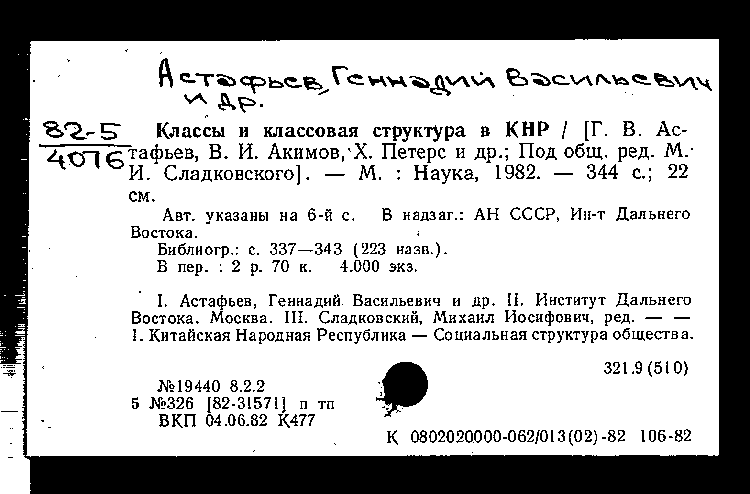 Астафьев, Геннадий Васильевич
и др.
82-5
4076
Классы и классовая структура в КНР / [Г. В. Ас-
тафьев, В. И. Акимов, Х. Петерс и др.; Под общ. ред. М.
И. Сладковского]. — М. : Наука, 1982. — 344 с.; 22
см.
Авт. указаны на 6-й с. В надзаг.: АН СССР, Ин-т Дальнего
Востока.
Библиогр.: с. 337—343 (223 назв.).
В пер. : 2 р. 70 к. 4.000 экз.
I. Астафьев, Геннадий Васильевич и др. II. Институт Дальнего
Востока. Москва. III. Сладковский, Михаил Иосифович, ред. — —
1. Китайская Народная Республика — Социальная структура общества.
321.9(510)
№19440 8.2.2
5 №326 [82-31571] п тп
ВКП 04.06.82 К477
К 0802020000-062/013(02)-82 106-82